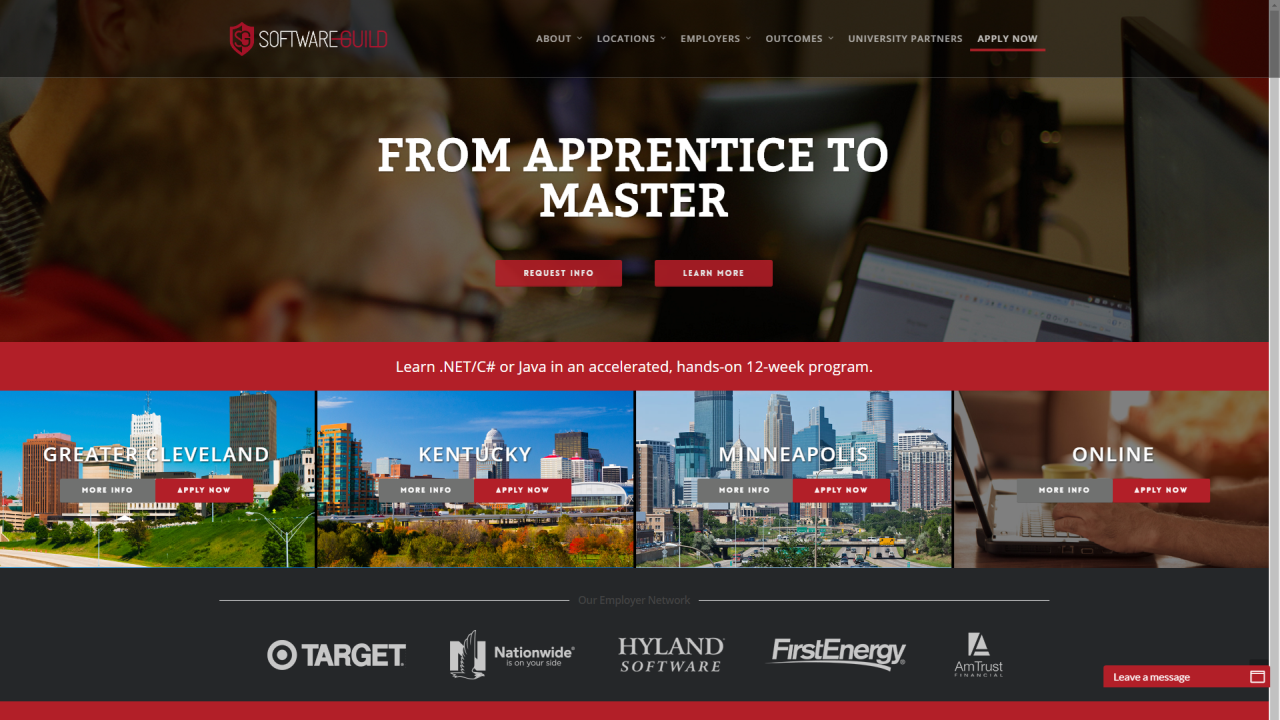 SOFTWARE GUILD
ABOUT LOCATIONS EMPLOYERS OUTCOMES UNIVERSITY PARTNERS APPLY NOW
FROM APPRENTICE TO
MASTER
REQUEST INFO LEARN MORE
Learn .NET/C# or Java in an accelerated, hands-on 12-week program.
GREATER CLEVELAND
MORE INFO APPLY NOW
KENTUCKY
MORE INFO APPLY NOW
MINNEAPOLIS
MORE INFO APPLY NOW
ONLINE
MORE INFO APPLY NOW
Our Employer Network
TARGET
Nationwide®
is on your side
HYLAND
SOFTWARE
FirstEnergy®
AmTrust
FINANCIAL
Leave a message